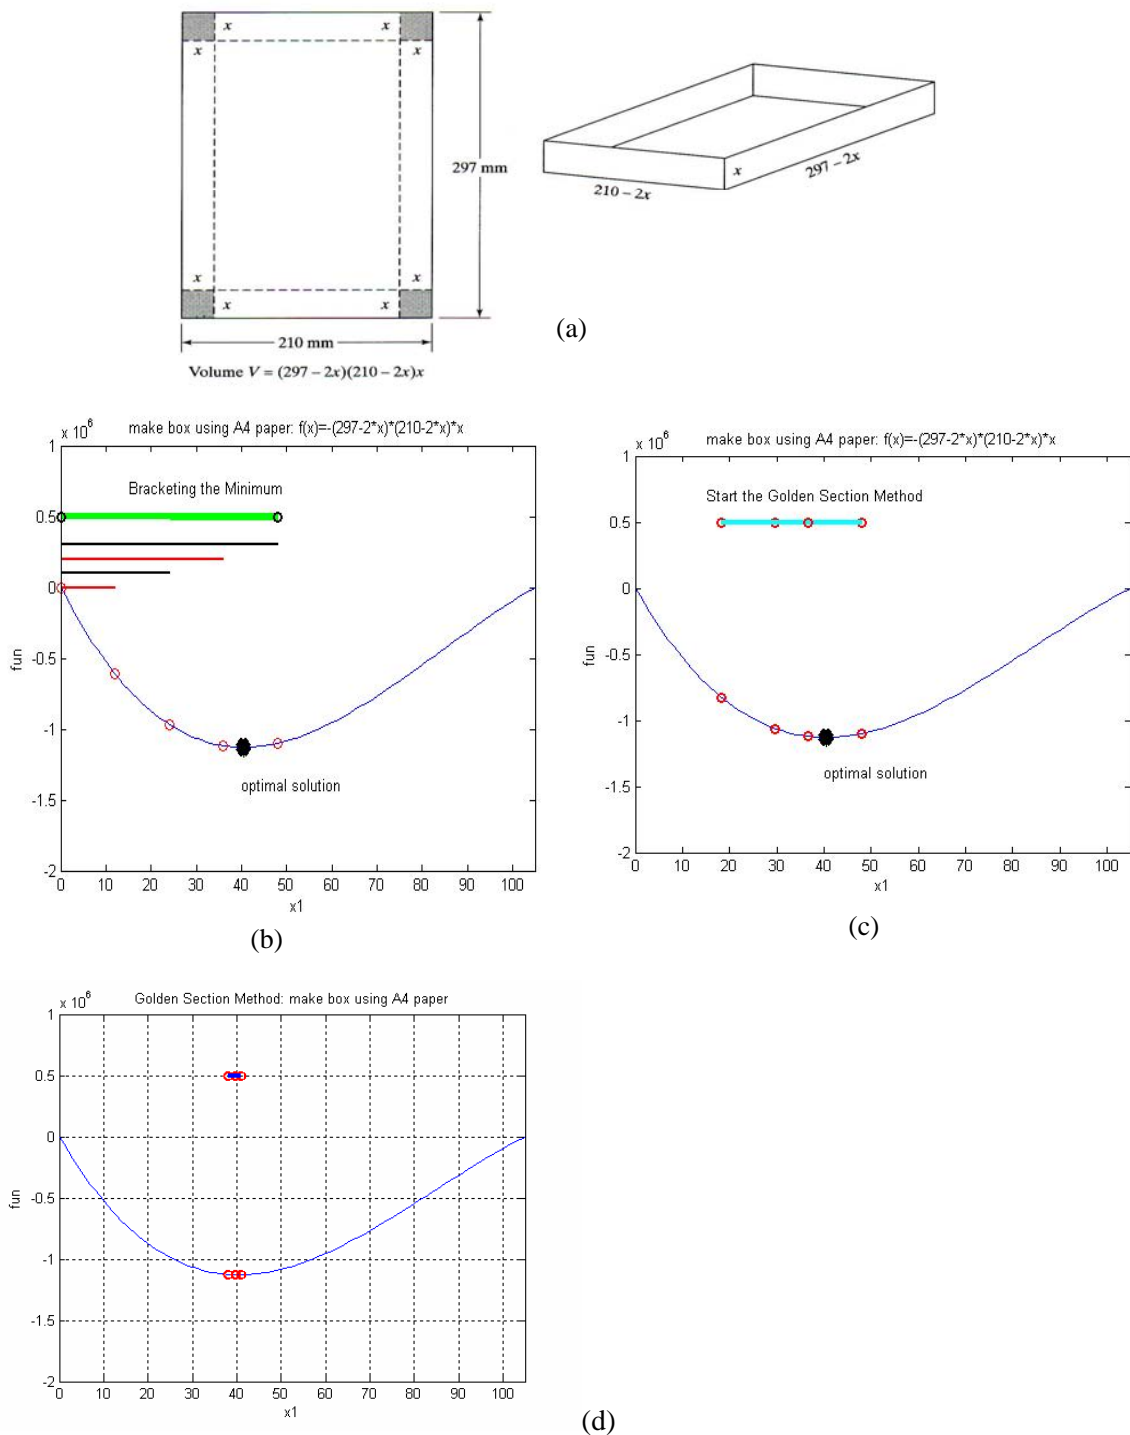 x x
x x
297 mm
x x
x x
210 mm
Volume V = (297 – 2x)(210 – 2x)x
x
210 – 2x
297 – 2x
(a)
make box using A4 paper: f(x)=-(297-2*x)*(210-2*x)*x
x 10^6
Bracketing the Minimum
optimal solution
1
0.5
0
-0.5
-1
-1.5
-2
fun
0 10 20 30 40 50 60 70 80 90 100
x1
(b)
make box using A4 paper: f(x)=-(297-2*x)*(210-2*x)*x
x 10^6
Start the Golden Section Method
optimal solution
1
0.5
0
-0.5
-1
-1.5
-2
fun
0 10 20 30 40 50 60 70 80 90 100
x1
(c)
Golden Section Method: make box using A4 paper
x 10^6
1
0.5
0
-0.5
-1
-1.5
-2
fun
0 10 20 30 40 50 60 70 80 90 100
x1
(d)